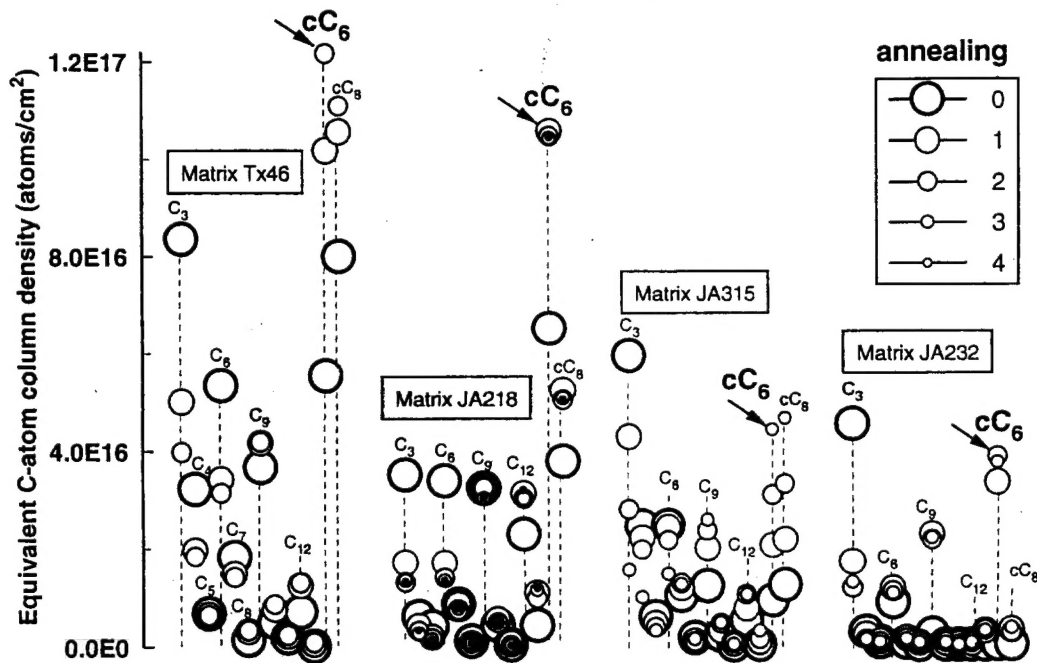 Equivalent C-atom column density (atoms/cm²)
1.2E17
8.0E16
4.0E16
0.0E0
annealing
0
1
2
3
4
Matrix Tx46
C₃
C₄
C₅
C₆
C₇
C₈
C₉
C₁₂
cC₆
cC₈
Matrix JA218
C₃
C₆
C₉
C₁₂
cC₆
cC₈
Matrix JA315
C₃
C₆
C₉
C₁₂
cC₆
cC₈
Matrix JA232
C₃
C₆
C₉
C₁₂
cC₆
cC₈